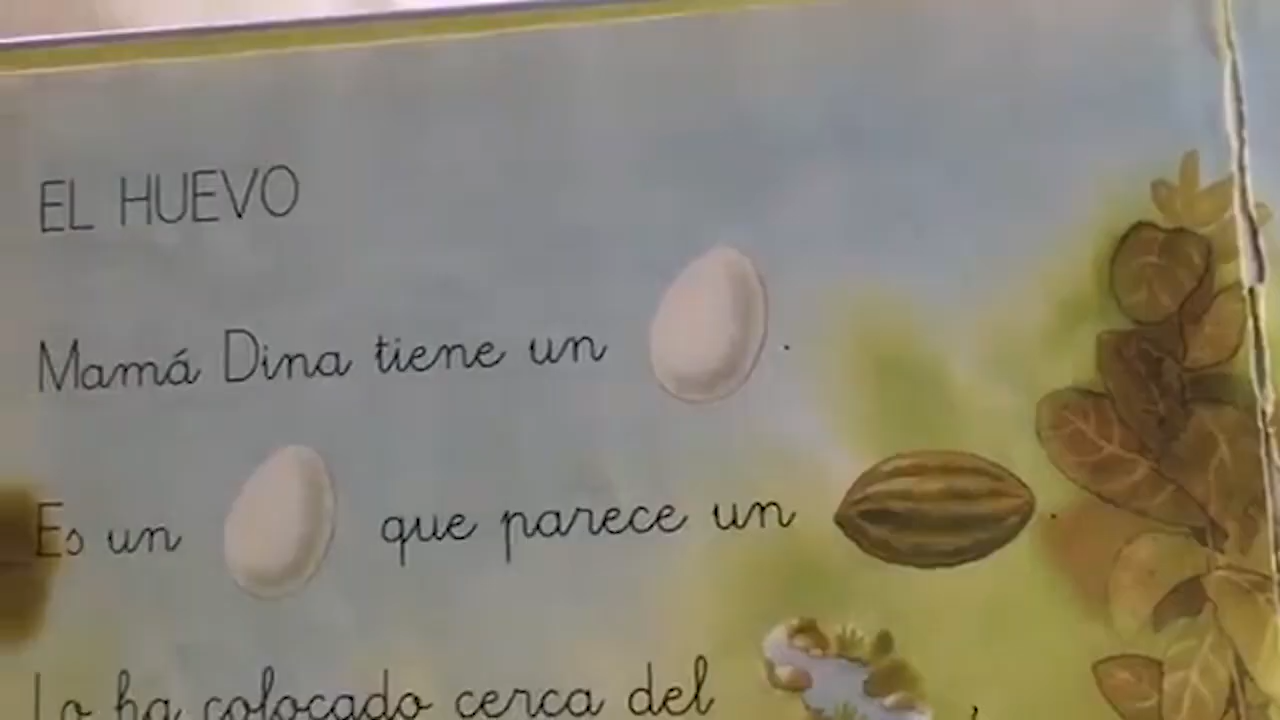 EL HUEVO
Mamá Dina tiene un .
Es un que parece un .
Lo ha colocado cerca del